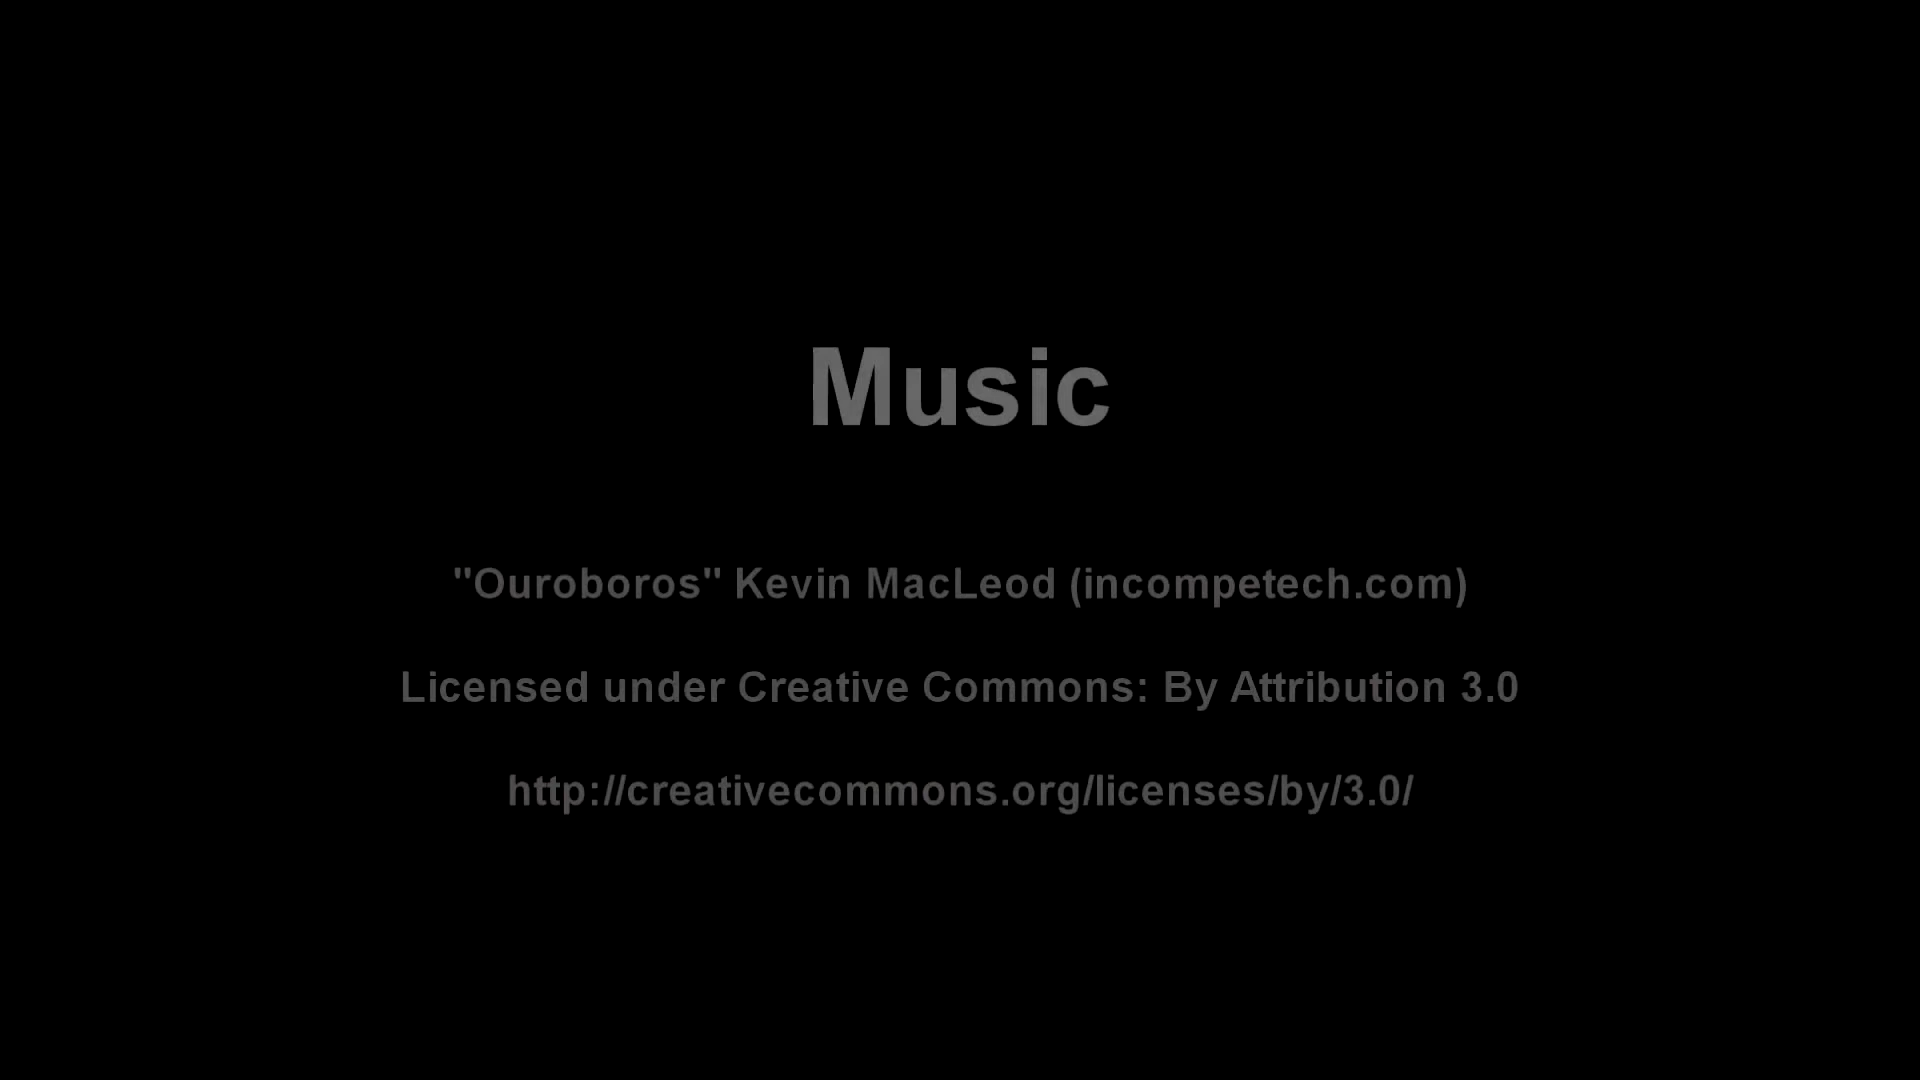 Music
"Ouroboros" Kevin MacLeod (incompetech.com)
Licensed under Creative Commons: By Attribution 3.0
http://creativecommons.org/licenses/by/3.0/